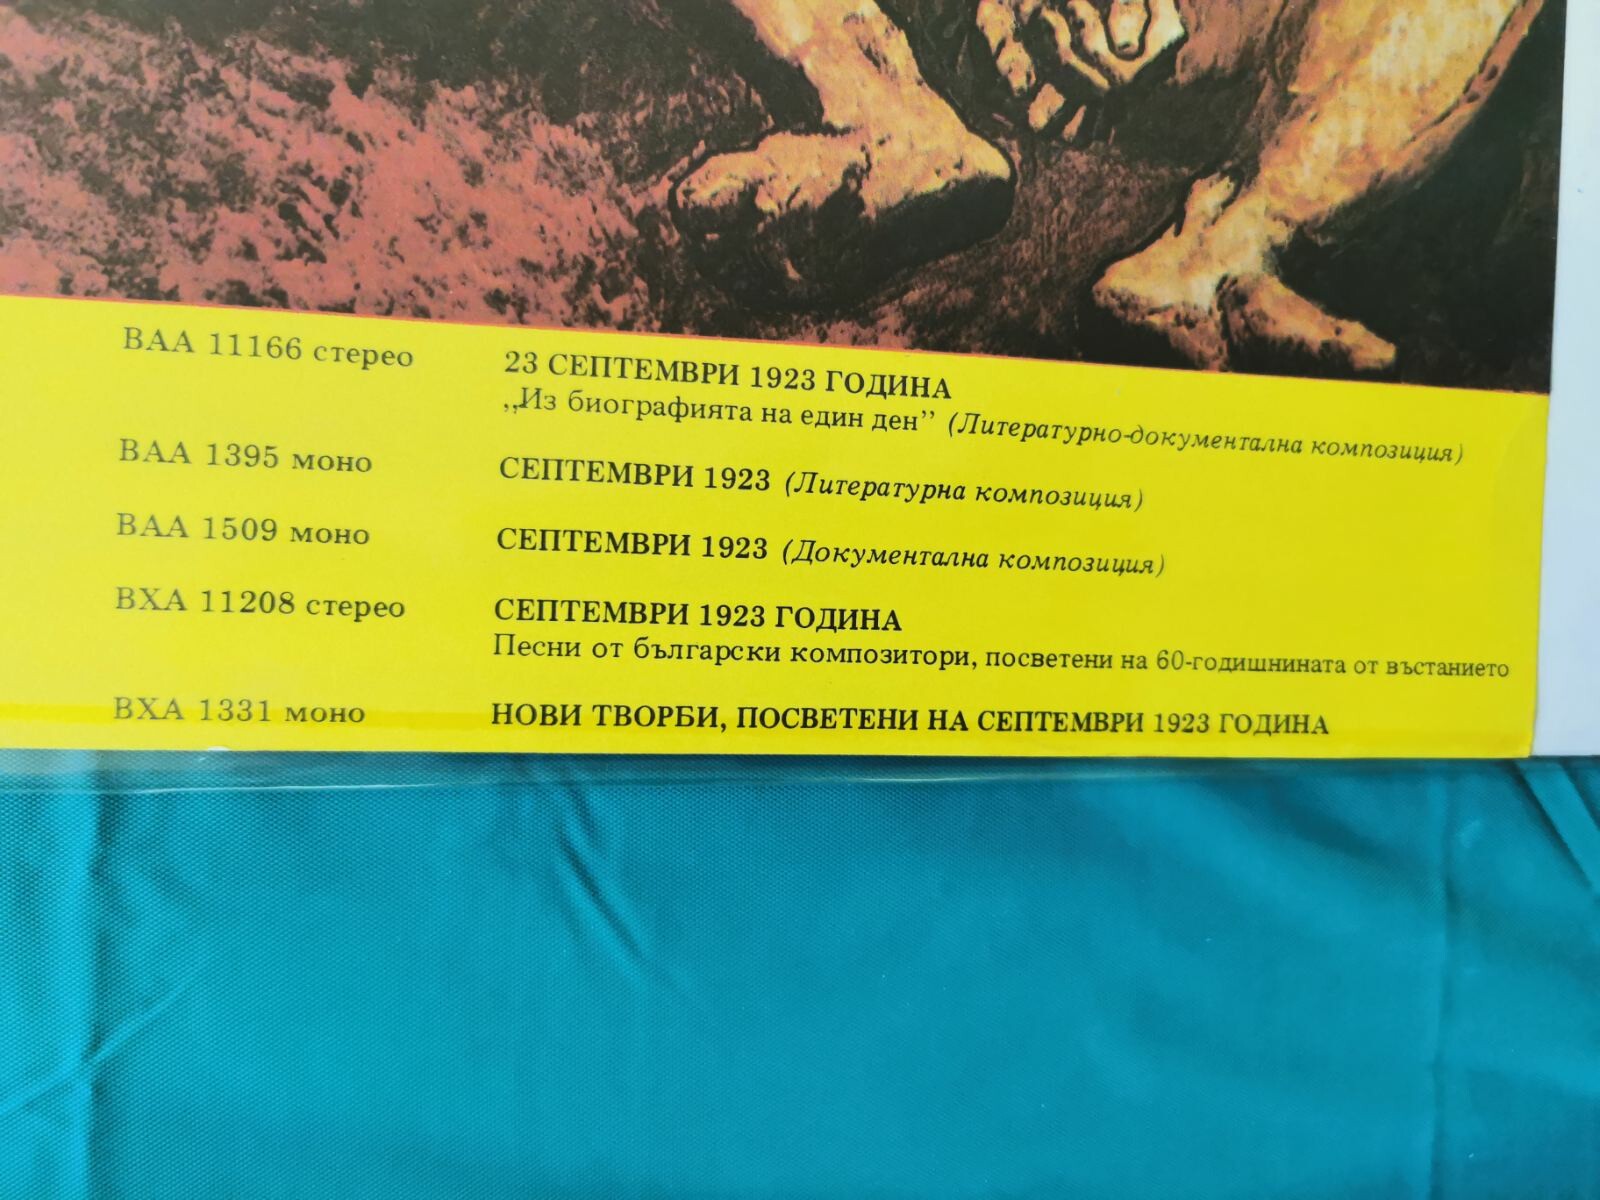 ВАА 11166 стерео 23 СЕПТЕМВРИ 1923 ГОДИНА
„Из биографията на един ден” (Литературно-документална композиция)
ВАА 1395 моно СЕПТЕМВРИ 1923 (Литературна композиция)
ВАА 1509 моно СЕПТЕМВРИ 1923 (Документална композиция)
ВХА 11208 стерео СЕПТЕМВРИ 1923 ГОДИНА
Песни от български композитори, посветени на 60-годишнината от въстанието
ВХА 1331 моно НОВИ ТВОРБИ, ПОСВЕТЕНИ НА СЕПТЕМВРИ 1923 ГОДИНА